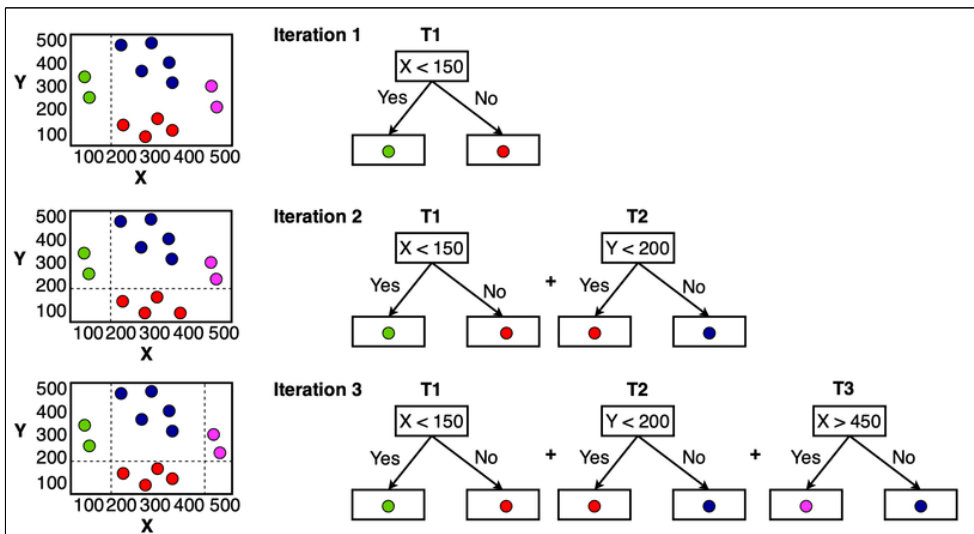 Iteration 1
T1
X < 150
Yes
No
500
400
300
200
100
Y
100 200 300 400 500
X
Iteration 2
T1
X < 150
Yes
No
+
T2
Y < 200
Yes
No
500
400
300
200
100
Y
100 200 300 400 500
X
Iteration 3
T1
X < 150
Yes
No
+
T2
Y < 200
Yes
No
+
T3
X > 450
Yes
No
500
400
300
200
100
Y
100 200 300 400 500
X